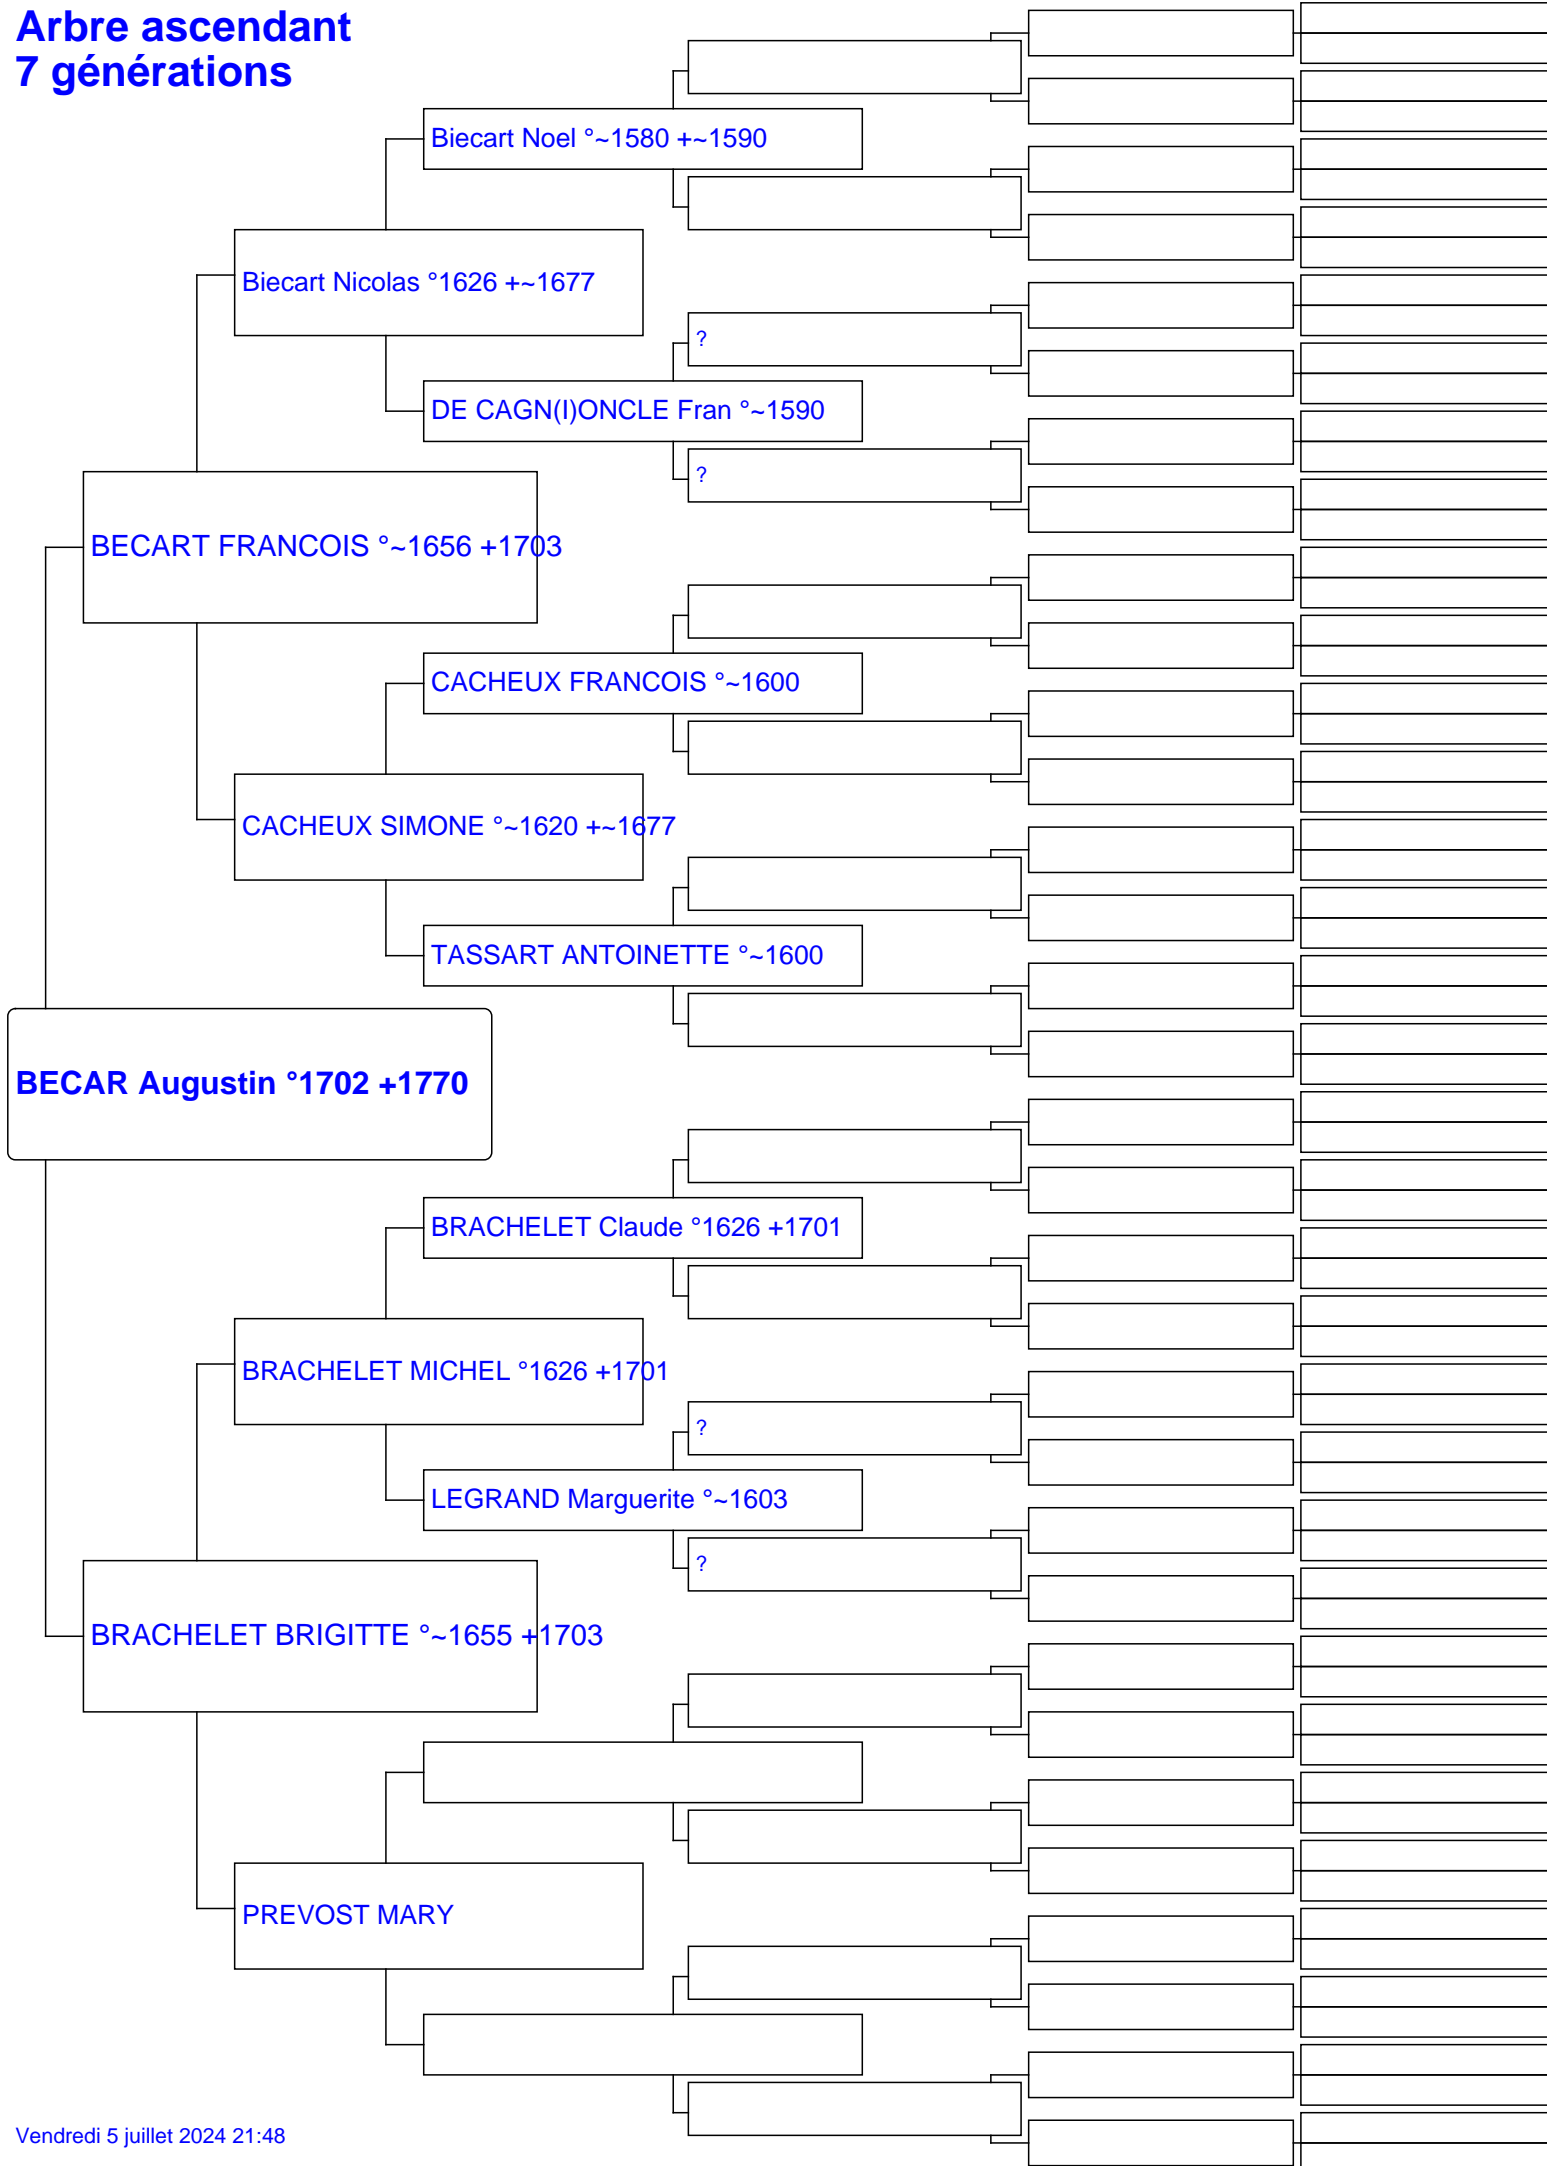 Arbre ascendant
7 générations
Biecart Noel °~1580 +~1590
Biecart Nicolas °1626 +~1677
?
DE CAGN(I)ONCLE Fran °~1590
?
BECART FRANCOIS °~1656 +1703
CACHEUX FRANCOIS °~1600
CACHEUX SIMONE °~1620 +~1677
TASSART ANTOINETTE °~1600
BECAR Augustin °1702 +1770
BRACHELET Claude °1626 +1701
BRACHELET MICHEL °1626 +1701
?
LEGRAND Marguerite °~1603
?
BRACHELET BRIGITTE °~1655 +1703
PREVOST MARY
Vendredi 5 juillet 2024 21:48